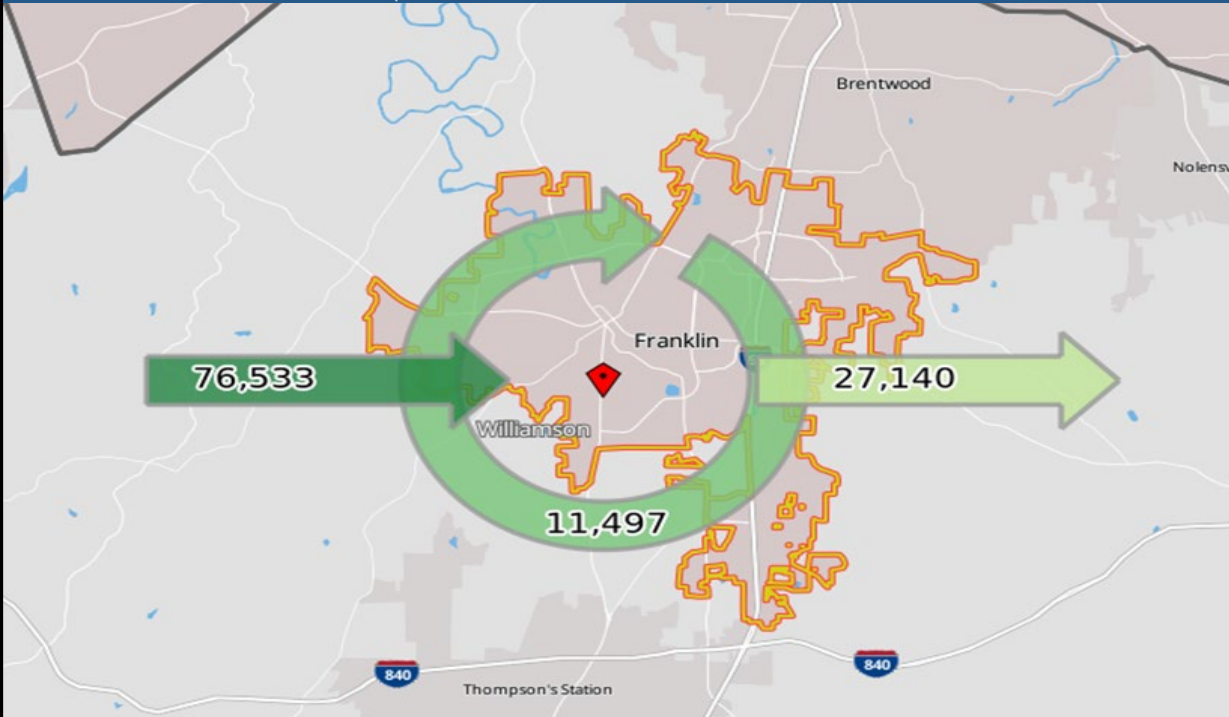 Brentwood
Nolensv
Franklin
76,533
27,140
Williamson
11,497
840
840
Thompson's Station